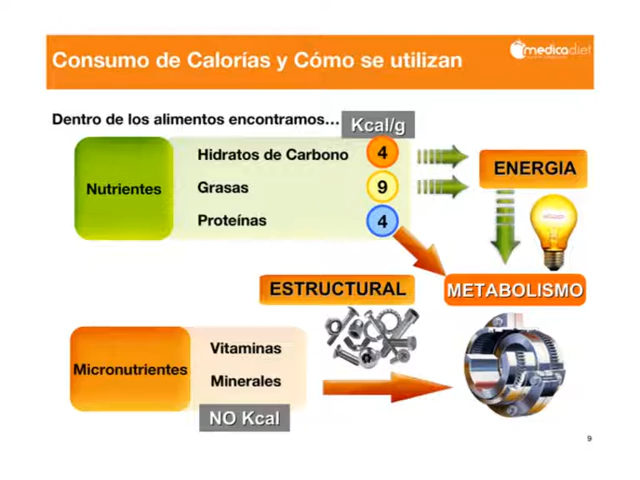 Consumo de Calorías y Cómo se utilizan
medicadiet
Dentro de los alimentos encontramos...
Kcal/g
Nutrientes
Hidratos de Carbono
4
Grasas
9
Proteínas
4
ENERGIA
ESTRUCTURAL
METABOLISMO
Micronutrientes
Vitaminas
Minerales
NO Kcal
9